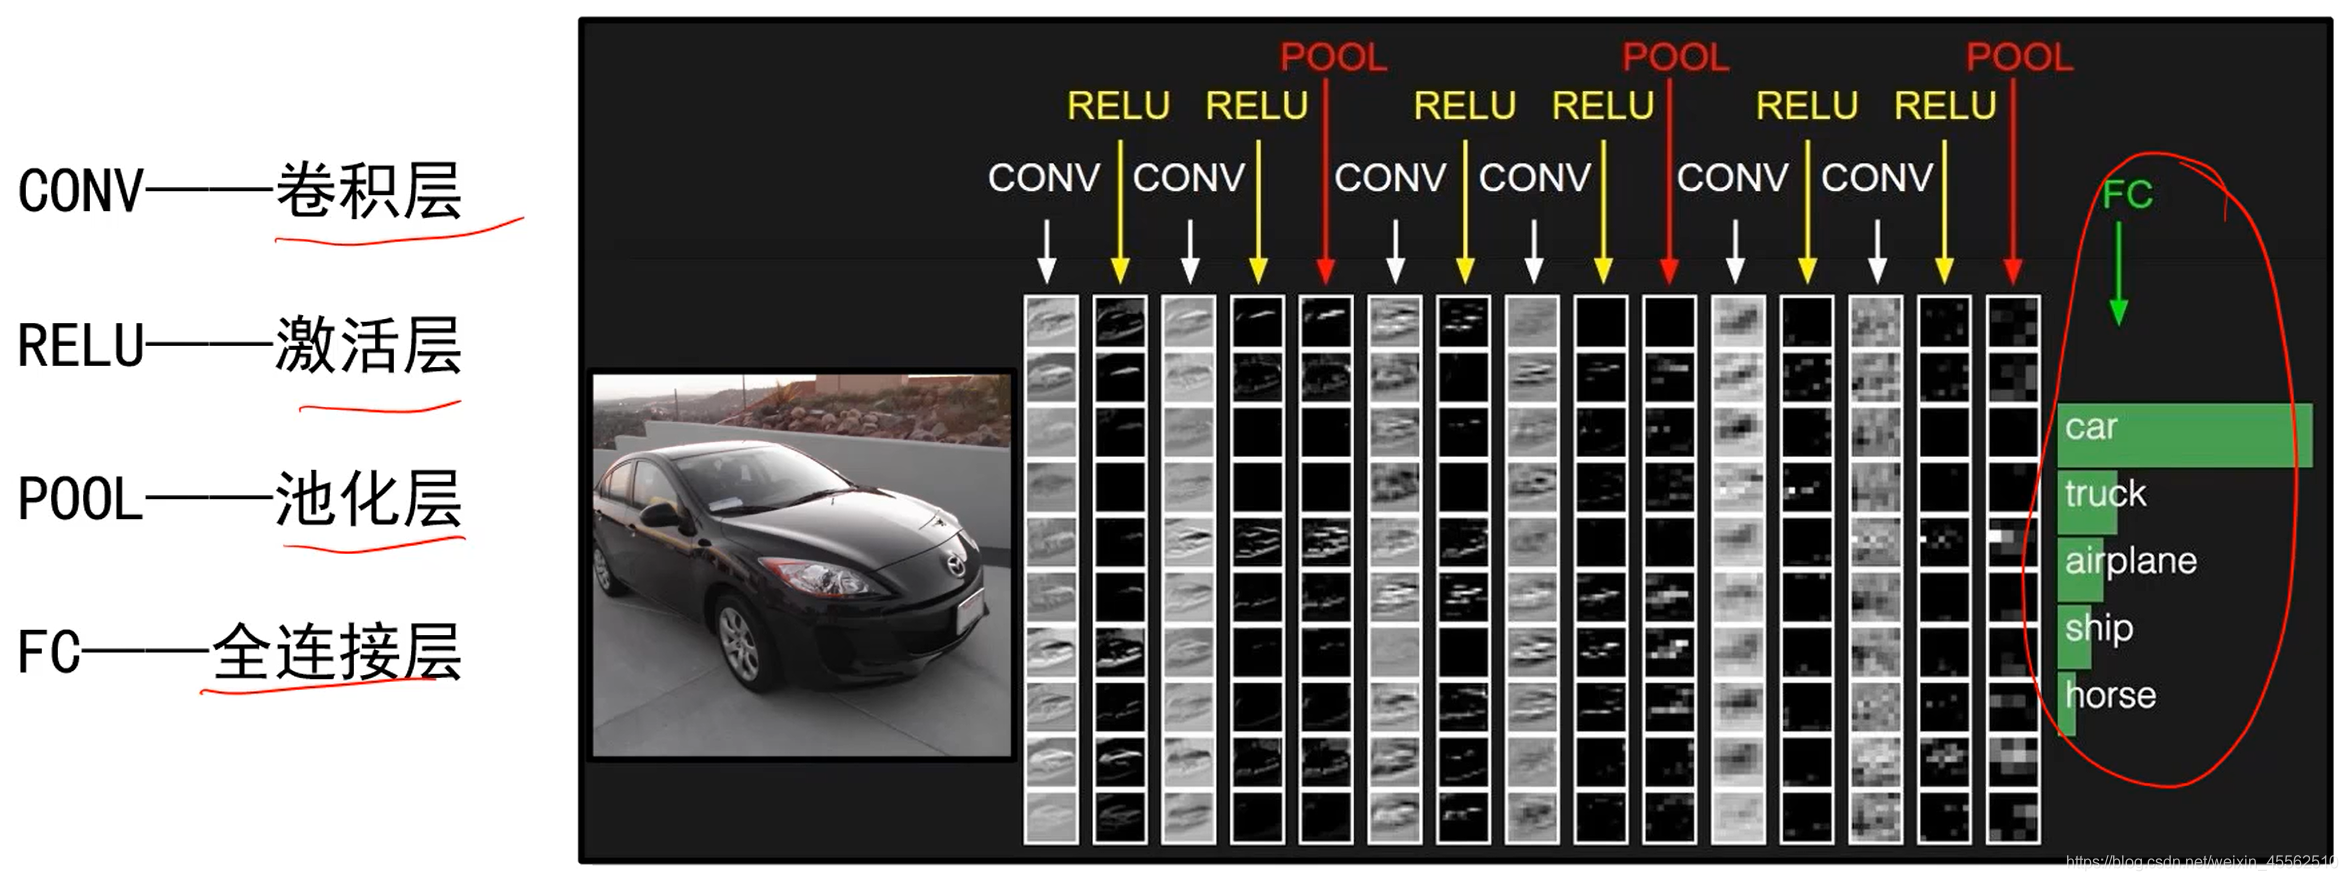 CONV——卷积层
RELU——激活层
POOL——池化层
FC——全连接层
POOL POOL POOL
RELU RELU RELU RELU RELU RELU
CONV CONV CONV CONV CONV CONV
FC
car
truck
airplane
ship
horse
https://blog.csdn.net/weixin_45562510